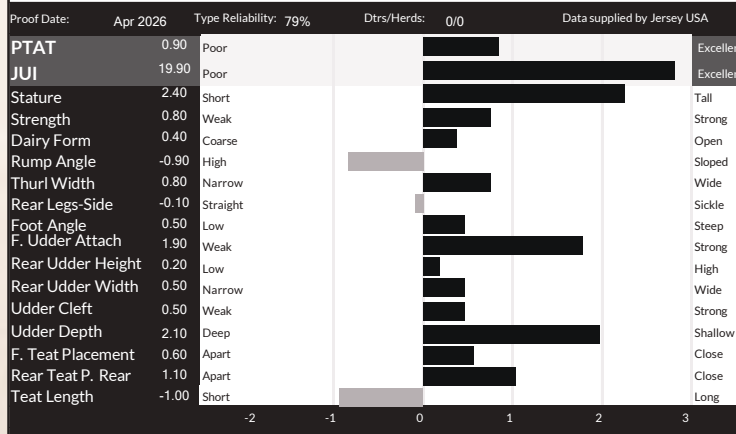 Proof Date: Apr 2026 Type Reliability: 79% Dtrs/Herds: 0/0 Data supplied by Jersey USA
PTAT 0.90 Poor Excellen
JUI 19.90 Poor Excellen
Stature 2.40 Short Tall
Strength 0.80 Weak Strong
Dairy Form 0.40 Coarse Open
Rump Angle -0.90 High Sloped
Thurl Width 0.80 Narrow Wide
Rear Legs-Side -0.10 Straight Sickle
Foot Angle 0.50 Low Steep
F. Udder Attach 1.90 Weak Strong
Rear Udder Height 0.20 Low High
Rear Udder Width 0.50 Narrow Wide
Udder Cleft 0.50 Weak Strong
Udder Depth 2.10 Deep Shallow
F. Teat Placement 0.60 Apart Close
Rear Teat P. Rear 1.10 Apart Close
Teat Length -1.00 Short Long
-2 -1 0 1 2 3